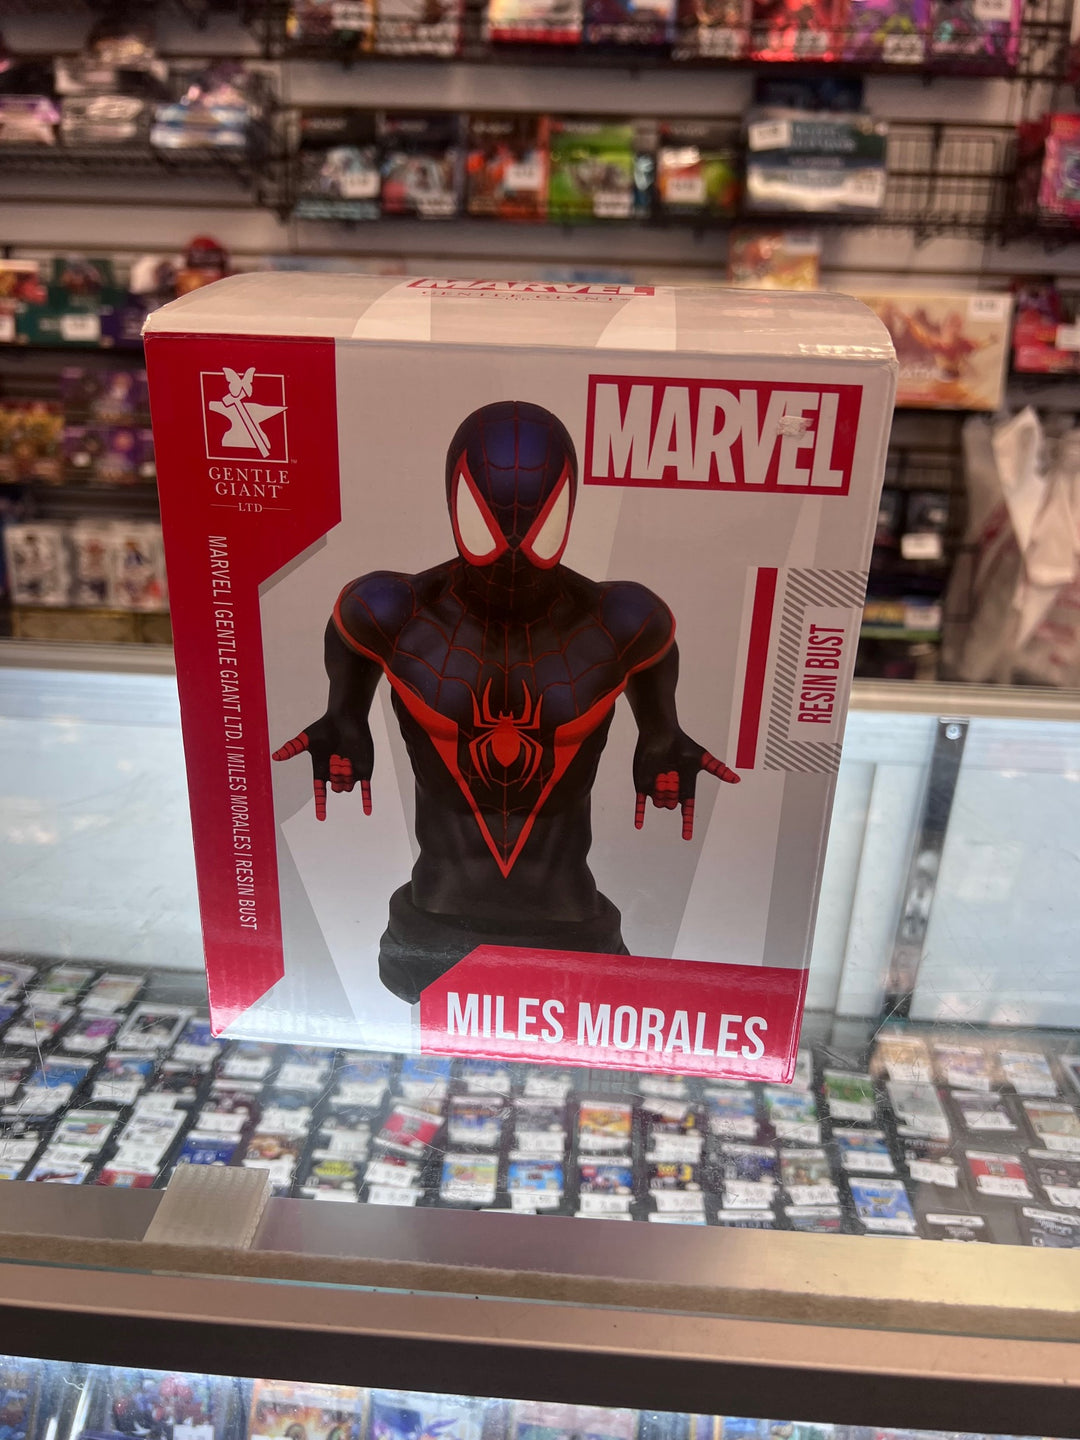 MARVEL
GENTLE GIANT
GENTLE
GIANT
LTD
MARVEL
MARVEL | GENTLE GIANT LTD. | MILES MORALES | RESIN BUST
RESIN BUST
MILES MORALES